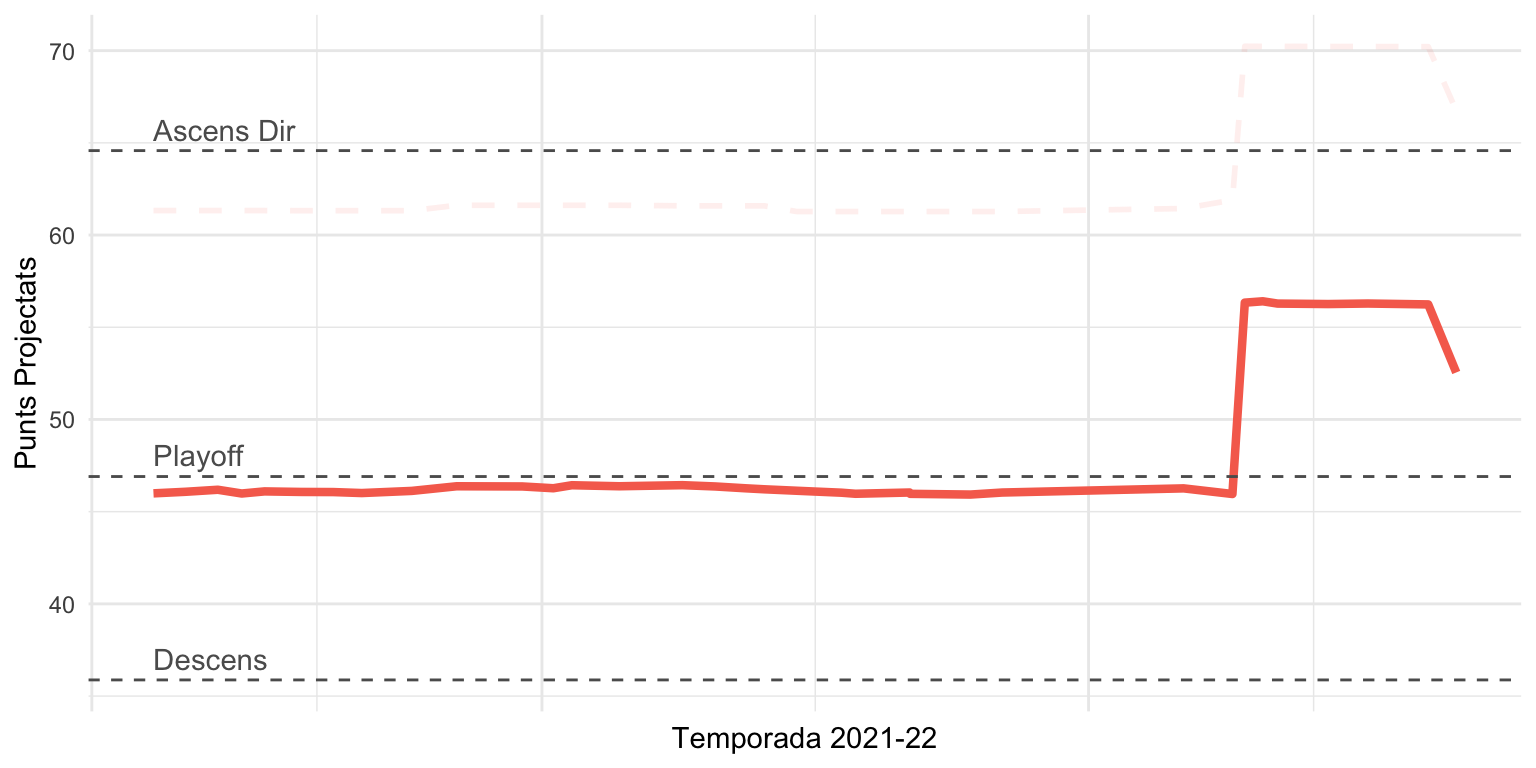 70
Ascens Dir
60
Punts Projectats
50
Playoff
40
Descens
Temporada 2021-22